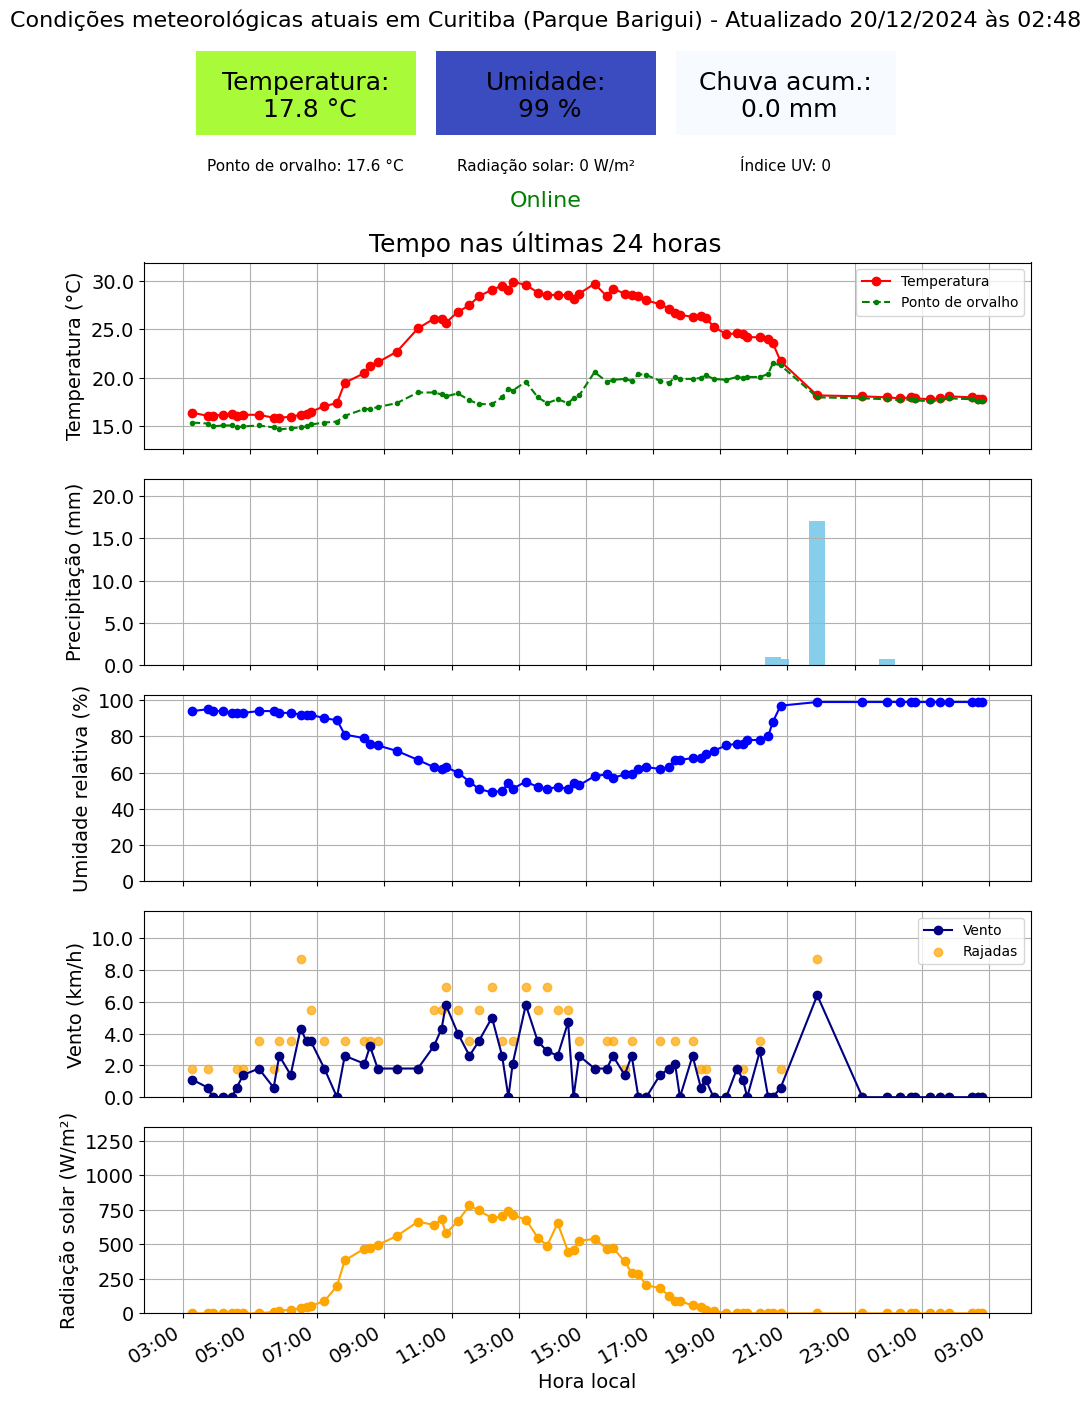 Condições meteorológicas atuais em Curitiba (Parque Barigui) - Atualizado 20/12/2024 às 02:48
Temperatura:
17.8 °C
Umidade:
99 %
Chuva acum.:
0.0 mm
Ponto de orvalho: 17.6 °C
Radiação solar: 0 W/m²
Índice UV: 0
Online
Tempo nas últimas 24 horas
Temperatura (°C)
30.0
25.0
20.0
15.0
Temperatura
Ponto de orvalho
Precipitação (mm)
20.0
15.0
10.0
5.0
0.0
Umidade relativa (%)
100
80
60
40
20
0
Vento (km/h)
10.0
8.0
6.0
4.0
2.0
0.0
Vento
Rajadas
Radiação solar (W/m²)
1250
1000
750
500
250
0
03:00
05:00
07:00
09:00
11:00
13:00
15:00
17:00
19:00
21:00
23:00
01:00
03:00
Hora local